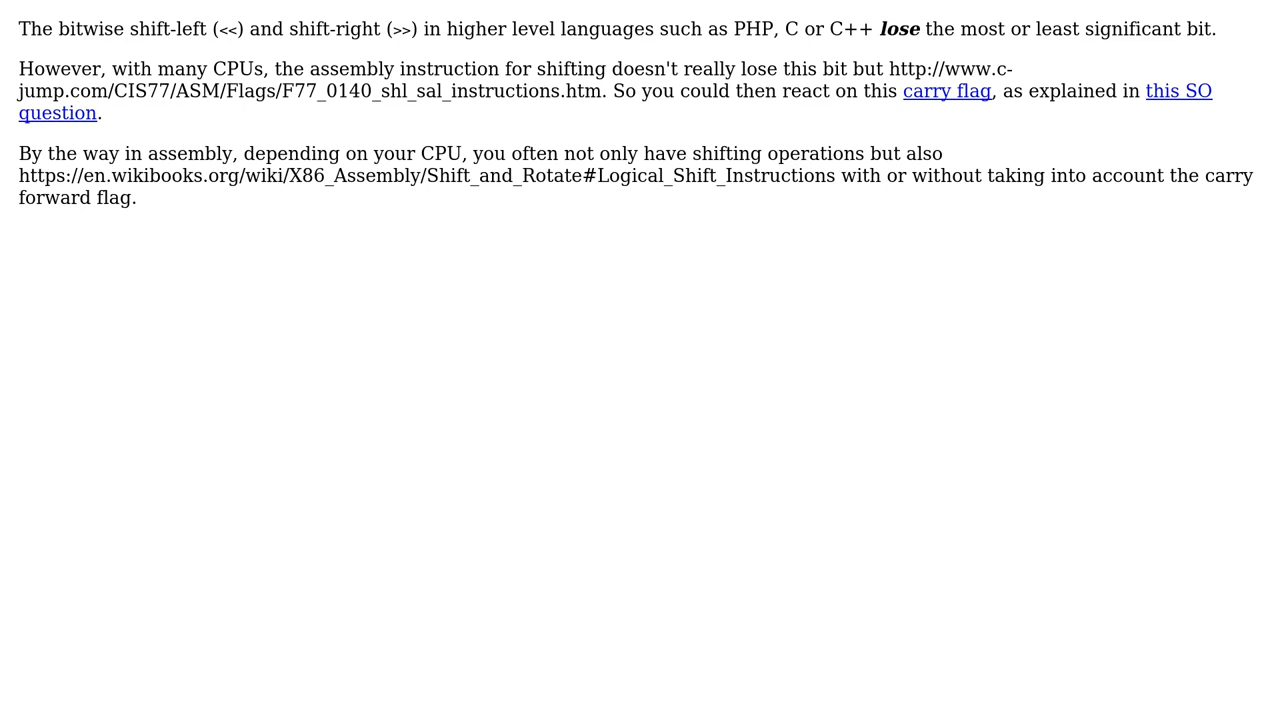 The bitwise shift-left (<<) and shift-right (>>) in higher level languages such as PHP, C or C++ lose the most or least significant bit.
However, with many CPUs, the assembly instruction for shifting doesn't really lose this bit but http://www.c-
jump.com/CIS77/ASM/Flags/F77_0140_shl_sal_instructions.htm. So you could then react on this carry flag, as explained in this SO
question.
By the way in assembly, depending on your CPU, you often not only have shifting operations but also
https://en.wikibooks.org/wiki/X86_Assembly/Shift_and_Rotate#Logical_Shift_Instructions with or without taking into account the carry
forward flag.